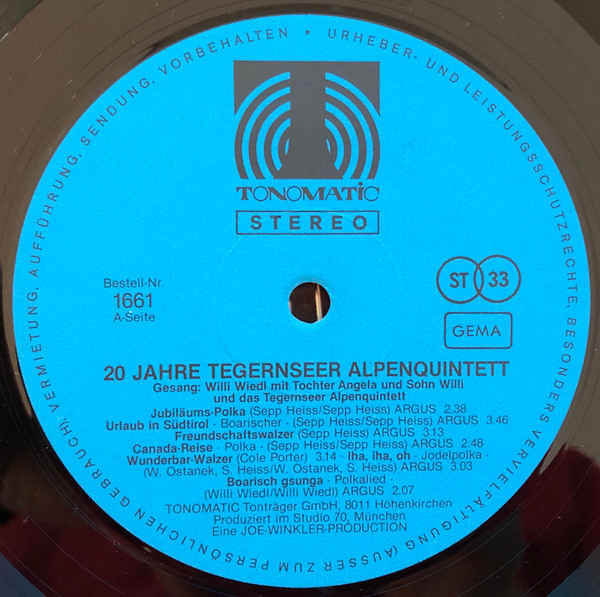 URHEBER- UND LEISTUNGSSCHUTZRECHTE, BESONDERS VERVIELFÄLTIGUNG (AUSSER ZUM PERSÖNLICHEN GEBRAUCH), VERMIETUNG, AUFFÜHRUNG, SENDUNG, VORBEHALTEN *
TONOMATIC
STEREO
Bestell-Nr.
1661
A-Seite
ST 33
GEMA
20 JAHRE TEGERNSEER ALPENQUINTETT
Gesang: Willi Wiedl mit Tochter Angela und Sohn Willi
und das Tegernseer Alpenquintett
Jubiläums-Polka (Sepp Heiss/Sepp Heiss) ARGUS 2.38
Urlaub in Südtirol - Boarischer - (Sepp Heiss/Sepp Heiss) ARGUS 3.46
Freundschaftswalzer (Sepp Heiss) ARGUS 3.13
Canada-Reise - Polka - (Sepp Heiss/Sepp Heiss) ARGUS 2.48
Wunderbar-Walzer (Cole Porter) 3.14 - Iha, iha, oh - Jodelpolka -
(W. Ostanek, S. Heiss/W. Ostanek, S. Heiss) ARGUS 3.03
Boarisch gsunga - Polkalied -
(Willi Wiedl/Willi Wiedl) ARGUS 2.07
TONOMATIC Tonträger GmbH, 8011 Höhenkirchen
Produziert im Studio 70, München
Eine JOE-WINKLER-PRODUCTION